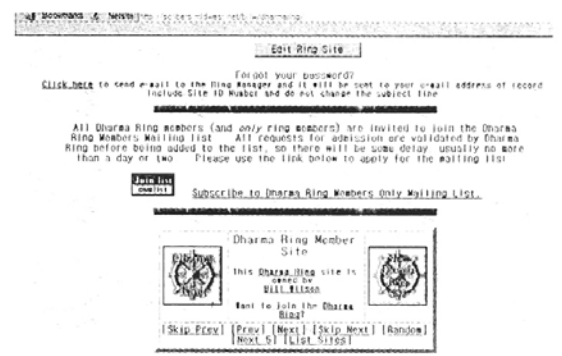 Bookmarks Netsite
Edit Ring Site
Forgot your password?
Click here to send e-mail to the Ring Manager and it will be sent to your e-mail address of record
Include Site ID Number and do not change the subject line
All Dharma Ring members (and only ring members) are invited to join the Dharma
Ring Members Mailing list All requests for admission are validated by Dharma
Ring before being added to the list, so there will be some delay, usually no more
than a day or two Please use the link below to apply for the mailing list
Join list
onelist
Subscribe to Dharma Ring Members Only Mailing List.
Dharma Ring Member
Site
this Dharma Ring site is
owned by
Bill Wilson
Want to join the Dharma
Ring?
[Skip Prev] [Prev] [Next] [Skip Next] [Random]
[Next 5] [List Sites]